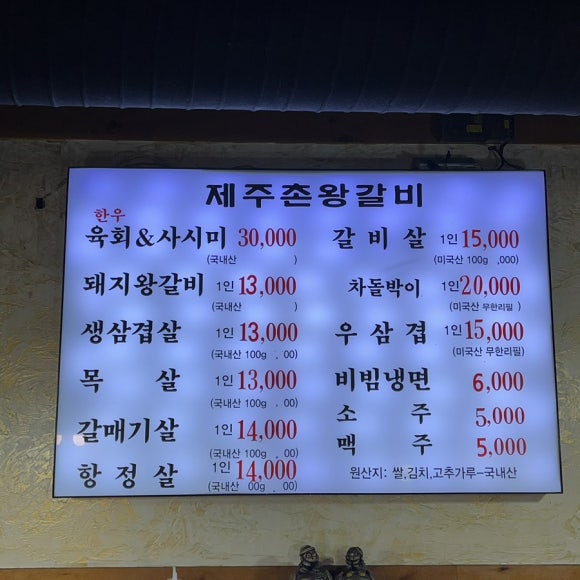 제주촌왕갈비
한우
육회&사시미 30,000
(국내산 )
돼지왕갈비 1인 13,000
(국내산 )
생삼겹살 1인 13,000
(국내산 100g . 00)
목 살 1인 13,000
(국내산 100g . 00)
갈매기살 1인 14,000
(국내산 100g . 00)
항정살 1인 14,000
(국내산 00g . 00)
갈비살 1인 15,000
(미국산 100g ,000)
차돌박이 1인 20,000
(미국산 무한리필)
우삼겹 1인 15,000
(미국산 무한리필)
비빔냉면 6,000
소 주 5,000
맥 주 5,000
원산지: 쌀,김치,고추가루-국내산